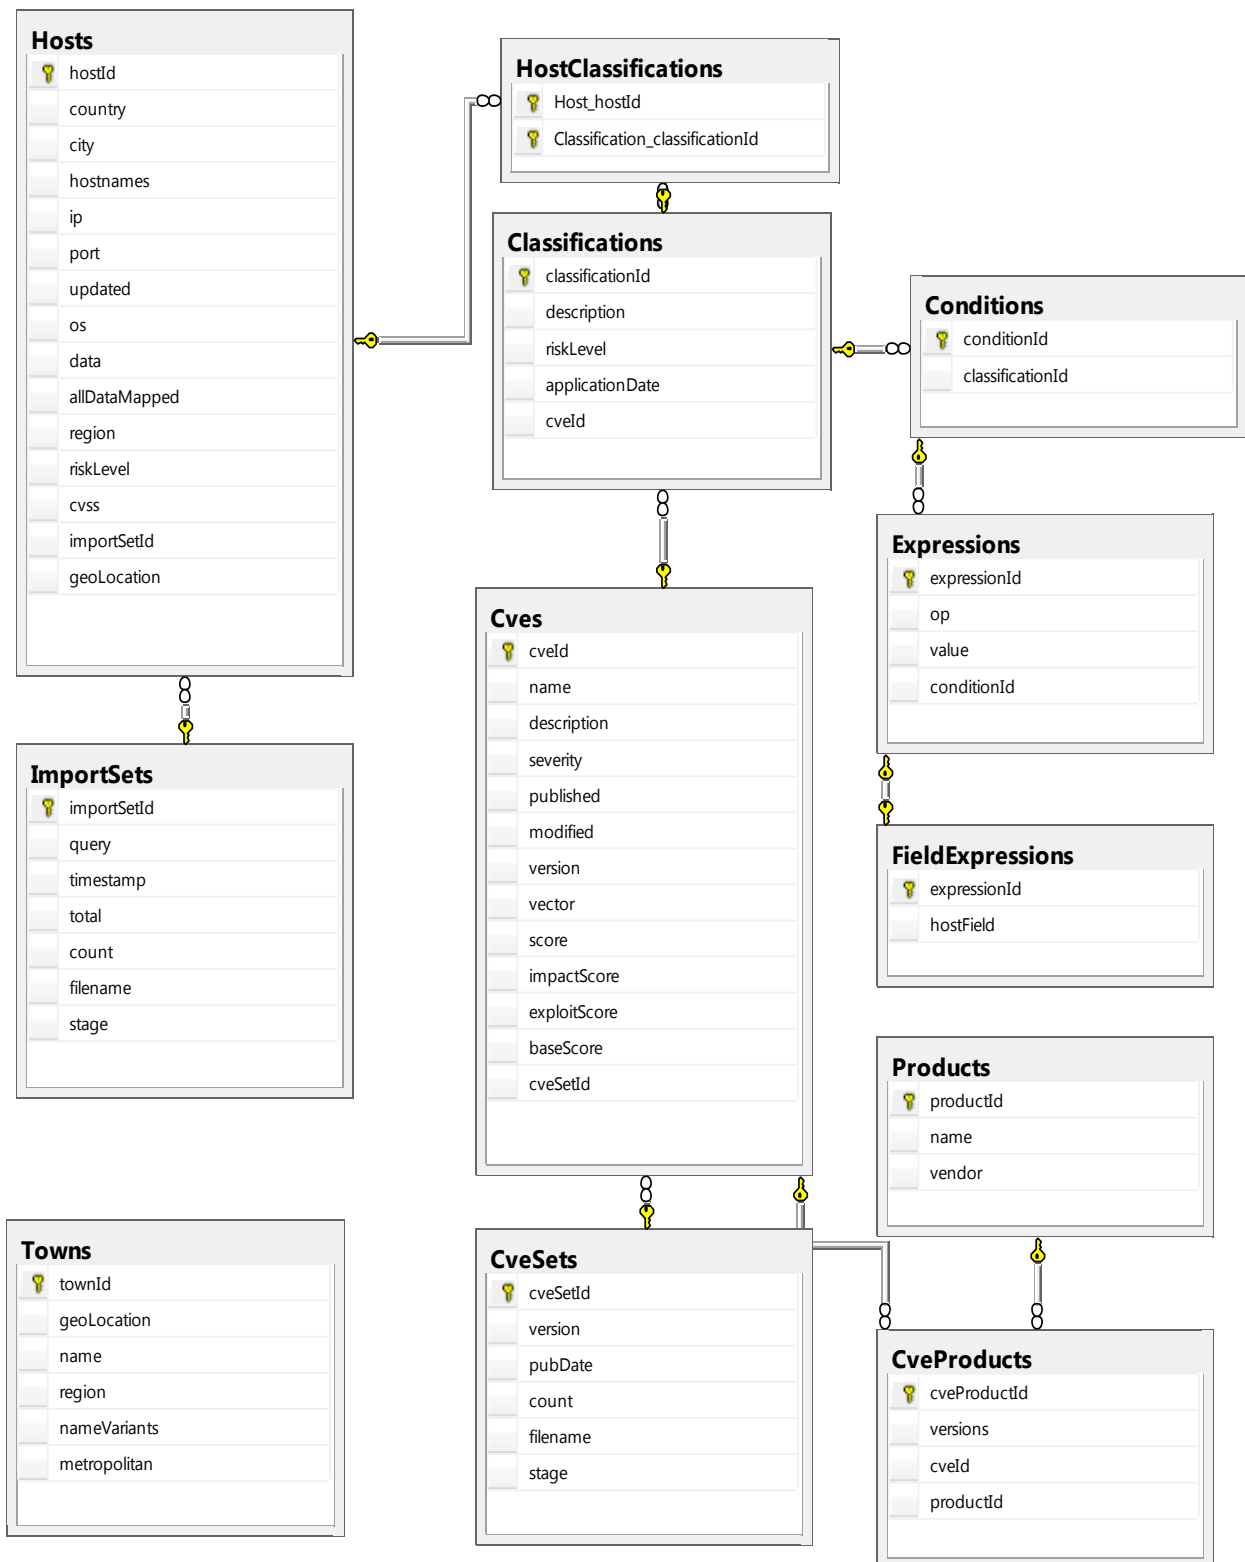 Hosts
hostId
country
city
hostnames
ip
port
updated
os
data
allDataMapped
region
riskLevel
cvss
importSetId
geoLocation
HostClassifications
Host_hostId
Classification_classificationId
Classifications
classificationId
description
riskLevel
applicationDate
cveId
Conditions
conditionId
classificationId
Expressions
expressionId
op
value
conditionId
FieldExpressions
expressionId
hostField
Cves
cveId
name
description
severity
published
modified
version
vector
score
impactScore
exploitScore
baseScore
cveSetId
ImportSets
importSetId
query
timestamp
total
count
filename
stage
Products
productId
name
vendor
Towns
townId
geoLocation
name
region
nameVariants
metropolitan
CveSets
cveSetId
version
pubDate
count
filename
stage
CveProducts
cveProductId
versions
cveId
productId